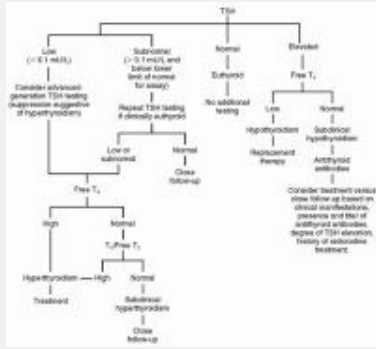 TSH
Low
(< 0.1 mU/L)
Subnormal
(> 0.1 mU/L and
below lower
limit of normal
for assay)
Normal
Elevated
Consider advanced
generation TSH testing
(suppression suggestive
of hyperthyroidism)
Repeat TSH testing
if clinically euthyroid
Euthyroid
No additional
testing
Free T₄
Low
Normal
Hypothyroidism
Subclinical
hypothyroidism
Replacement
therapy
Antithyroid
antibodies
Low or
subnormal
Normal
Close
follow-up
Consider treatment versus
close follow-up based on
clinical manifestations,
presence and titer of
antithyroid antibodies,
degree of TSH elevation,
history of radioiodine
treatment.
Free T₄
High
Normal
T₃/Free T₃
Hyperthyroidism
High
Normal
Treatment
Subclinical
hyperthyroidism
Close
follow-up